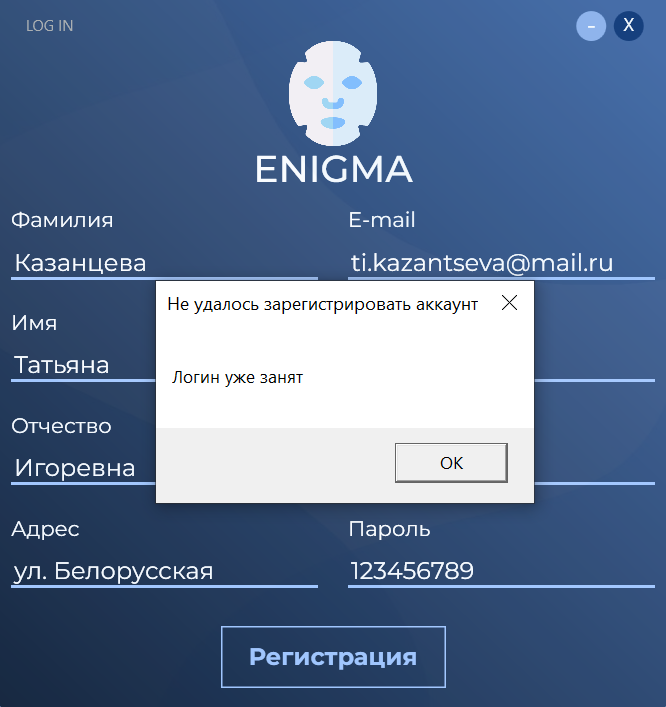 LOG IN
- X
ENIGMA
Фамилия
Казанцева
E-mail
ti.kazantseva@mail.ru
Не удалось зарегистрировать аккаунт
Логин уже занят
OK
Имя
Татьяна
Отчество
Игоревна
Адрес
ул. Белорусская
Пароль
123456789
Регистрация